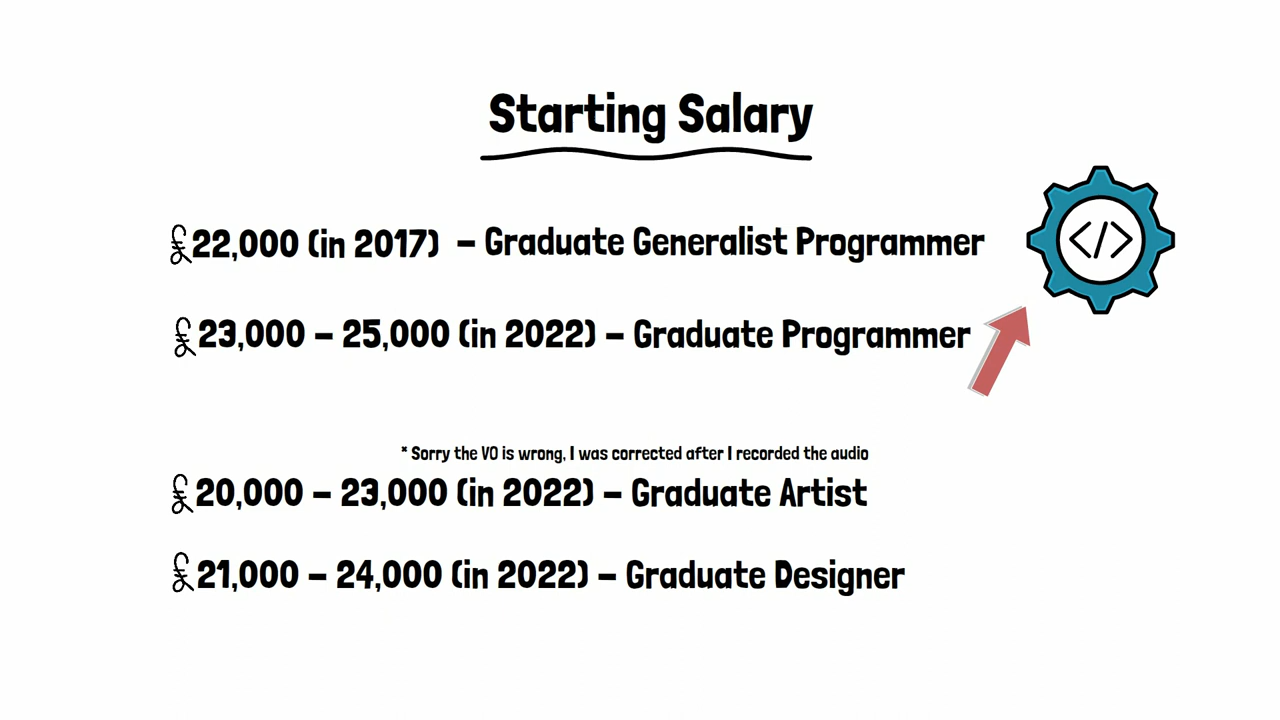 Starting Salary
£22,000 (in 2017) – Graduate Generalist Programmer
</>
£23,000 – 25,000 (in 2022) – Graduate Programmer
* Sorry the VO is wrong, I was corrected after I recorded the audio
£20,000 – 23,000 (in 2022) – Graduate Artist
£21,000 – 24,000 (in 2022) – Graduate Designer